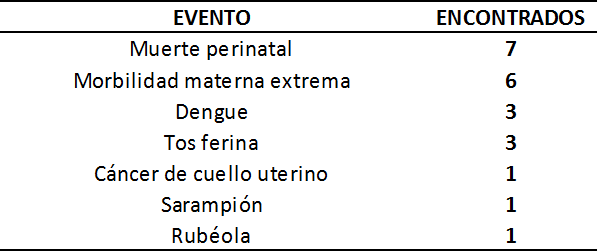 EVENTO ENCONTRADOS
Muerte perinatal 7
Morbilidad materna extrema 6
Dengue 3
Tos ferina 3
Cáncer de cuello uterino 1
Sarampión 1
Rubéola 1